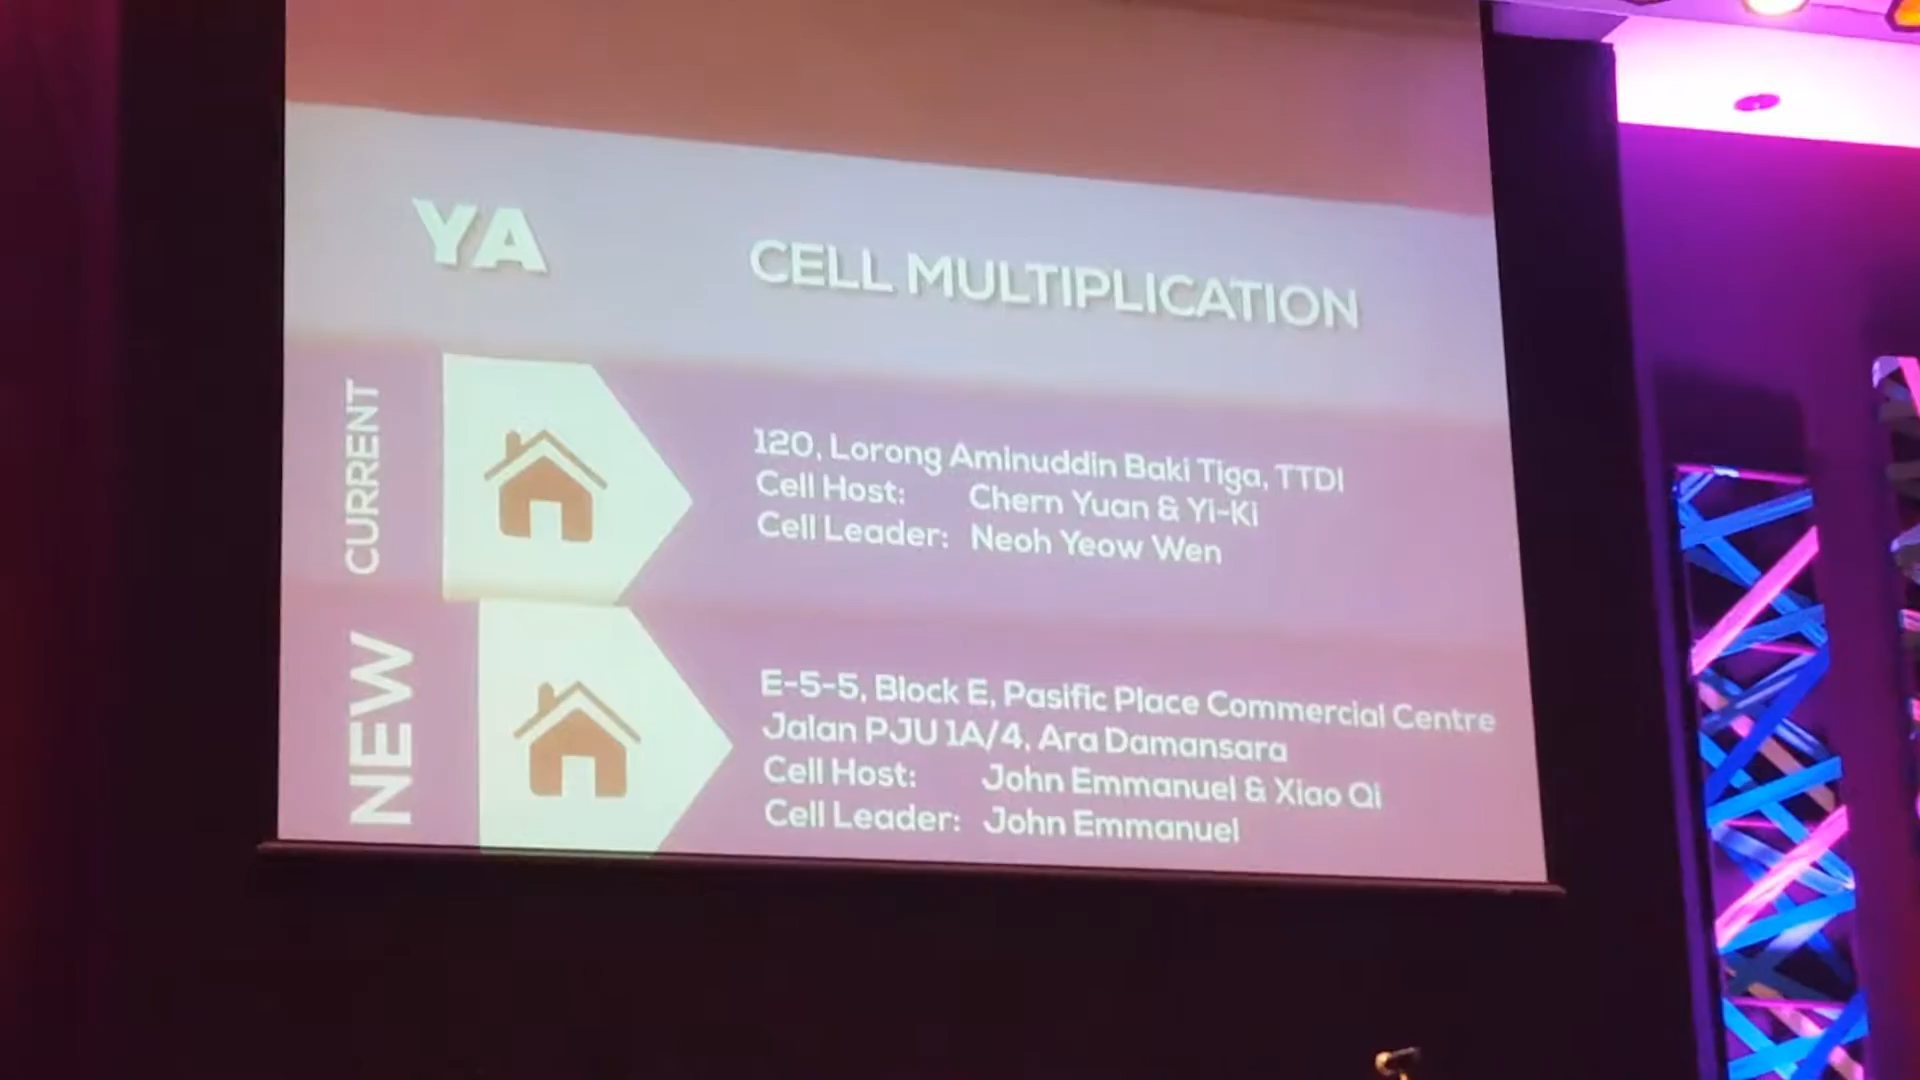 YA
CELL MULTIPLICATION
CURRENT
120, Lorong Aminuddin Baki Tiga, TTDI
Cell Host: Chern Yuan & Yi-Ki
Cell Leader: Neoh Yeow Wen
NEW
E-5-5, Block E, Pasific Place Commercial Centre
Jalan PJU 1A/4, Ara Damansara
Cell Host: John Emmanuel & Xiao Qi
Cell Leader: John Emmanuel